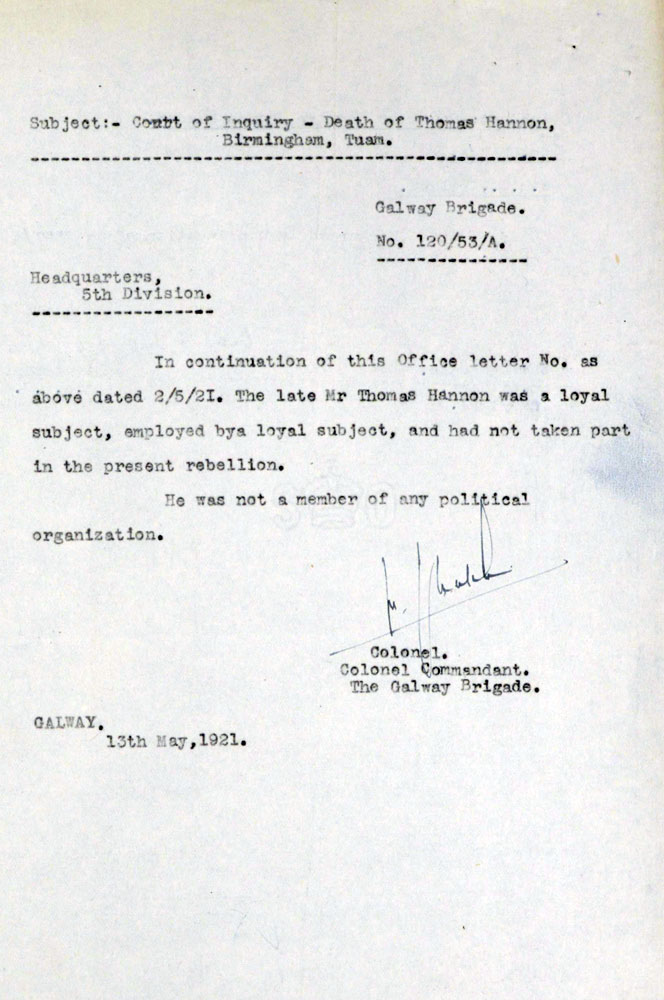 Subject:- Court of Inquiry - Death of Thomas Hannon,
Birmingham, Tuam.
Galway Brigade.
No. 120/53/A.
Headquarters,
5th Division.
In continuation of this Office letter No. as
above dated 2/5/2I. The late Mr Thomas Hannon was a loyal
subject, employed bya loyal subject, and had not taken part
in the present rebellion.
He was not a member of any political
organization.
Colonel.
Colonel Commandant.
The Galway Brigade.
GALWAY.
13th May,1921.